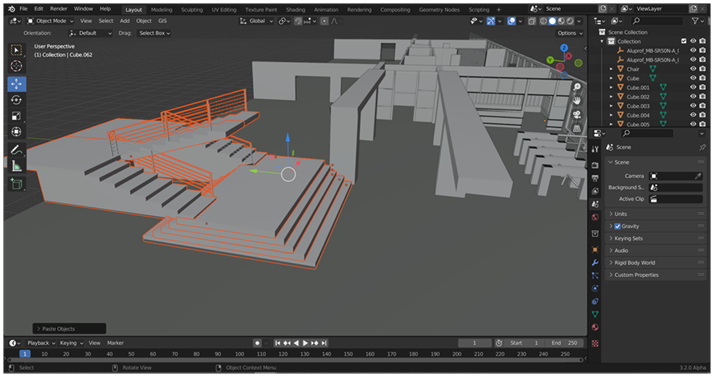 File Edit Render Window Help Layout Modeling Sculpting UV Editing Texture Paint Shading Animation Rendering Compositing Geometry Nodes Scripting + Scene ViewLayer
Object Mode View Select Add Object GIS Global Options
Orientation: Default Drag: Select Box
User Perspective
(1) Collection | Cube.062
Scene Collection
Collection
Aluprof_MB-SR50N-A_
Aluprof_MB-SR50N-A_
Chair
Cube
Cube.001
Cube.002
Cube.003
Cube.004
Cube.005
Scene
Scene
Camera
Background S..
Active Clip
Units
Gravity
Keying Sets
Audio
Rigid Body World
Custom Properties
Paste Objects
Playback Keying View Marker 1 Start 1 End 250
1 10 20 30 40 50 60 70 80 90 100 110 120 130 140 150 160 170 180 190 200 210 220 230 240 250
Select Rotate View Object Context Menu 3.2.0 Alpha